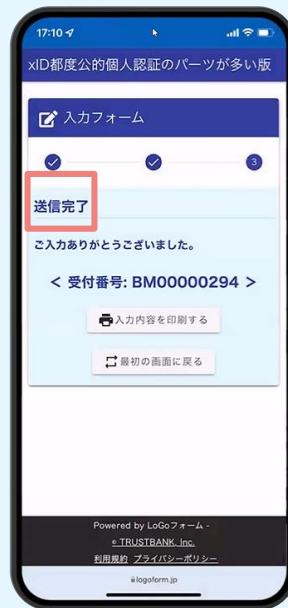 17:10
xID都度公的個人認証のパーツが多い版
入力フォーム
3
送信完了
ご入力ありがとうございました。
< 受付番号: BM00000294 >
入力内容を印刷する
最初の画面に戻る
Powered by LoGoフォーム -
© TRUSTBANK, Inc.
利用規約 プライバシーポリシー
logoform.jp